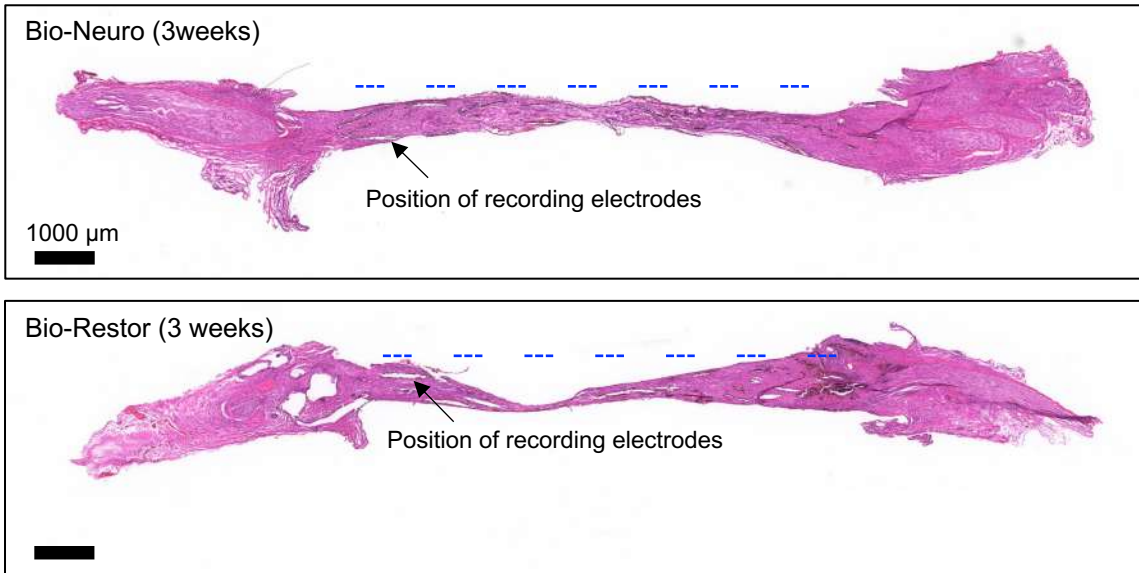 Bio-Neuro (3weeks)
Position of recording electrodes
1000 µm
Bio-Restor (3 weeks)
Position of recording electrodes